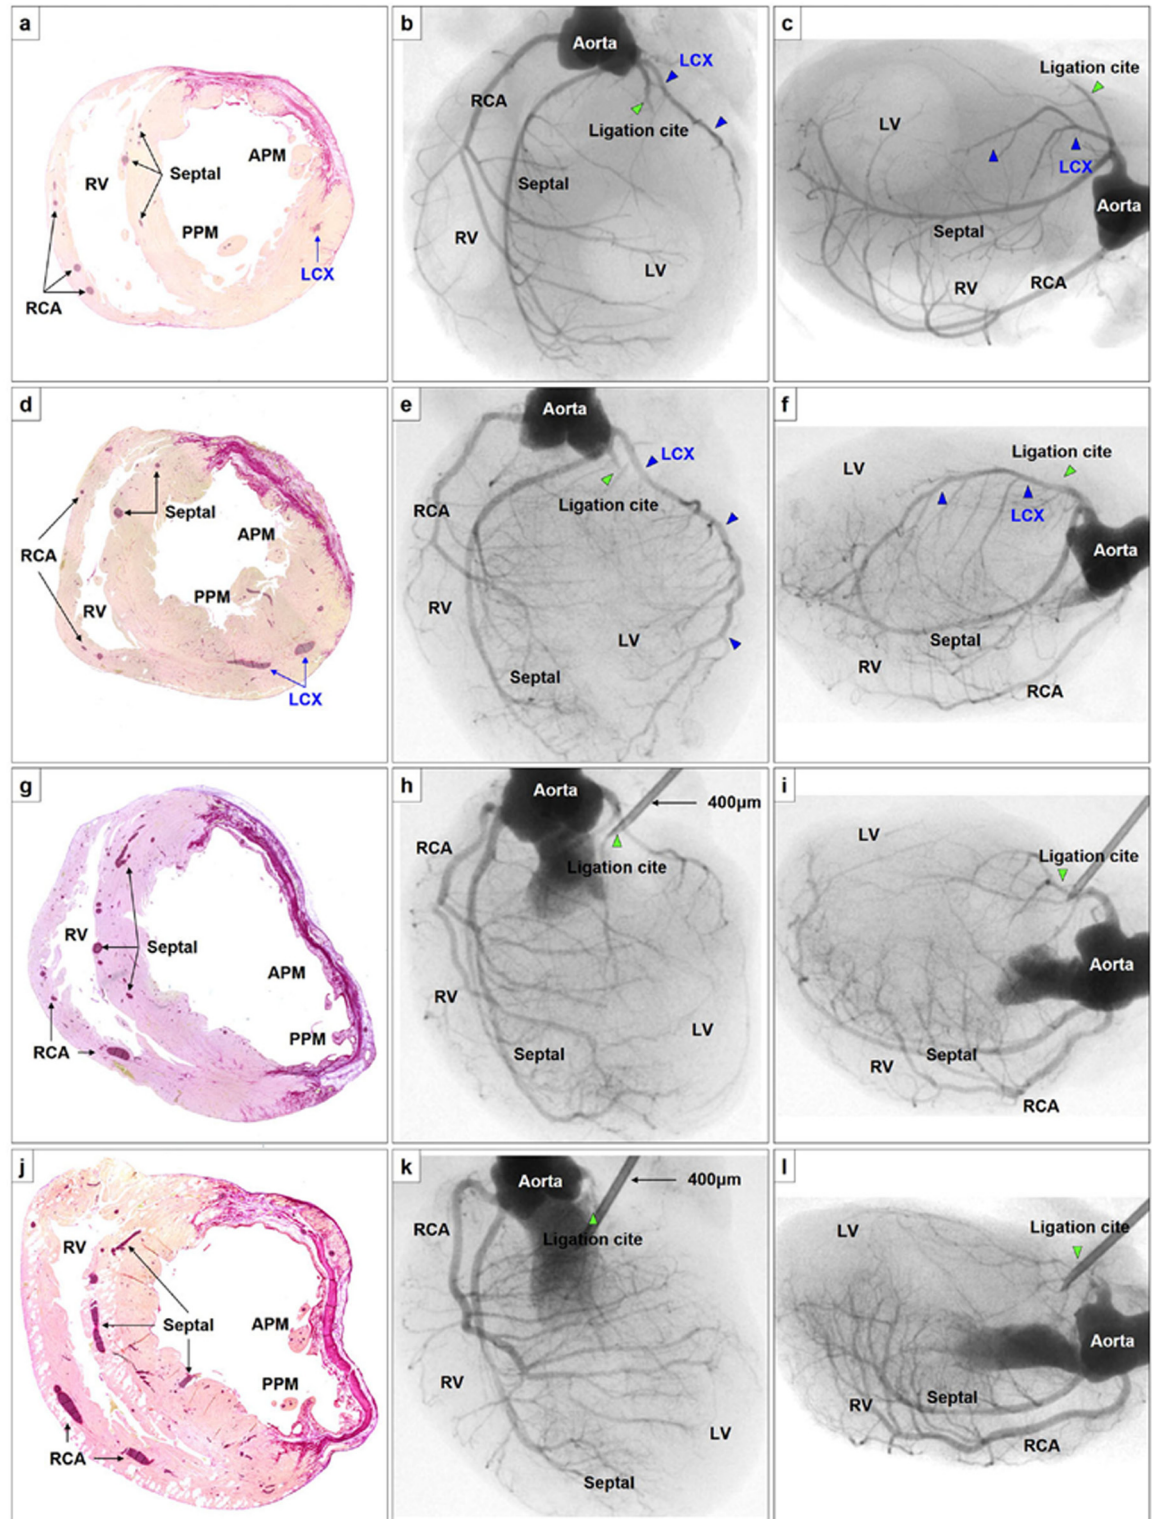 a
APM
Septal
RV
PPM
LCX
RCA
b
Aorta
LCX
RCA
Ligation cite
Septal
RV
LV
c
Ligation cite
LV
LCX
Aorta
Septal
RV
RCA
d
Septal
APM
RCA
PPM
RV
LCX
e
Aorta
LCX
Ligation cite
RCA
RV
LV
Septal
f
Ligation cite
LV
LCX
Aorta
Septal
RV
RCA
g
RV
Septal
APM
PPM
RCA
h
Aorta
400µm
RCA
Ligation cite
RV
LV
Septal
i
LV
Ligation cite
Aorta
Septal
RV
RCA
j
RV
Septal
APM
PPM
RCA
k
Aorta
400µm
RCA
Ligation cite
RV
LV
Septal
l
LV
Ligation cite
Aorta
Septal
RV
RCA